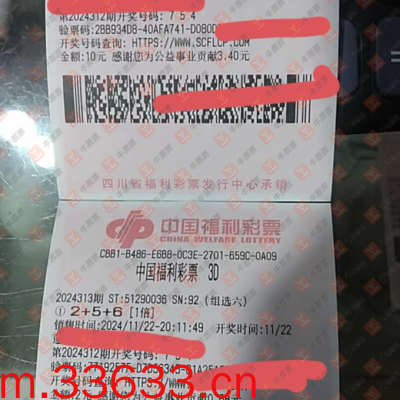 第2024312期开奖号码: 7 5 4
验票码:2BB934D8-40AFA741-D080D
开奖号码查询: HTTPS://WWW.SCFLCP.COM
金额:10元 感谢您为公益事业贡献3.40元
四川省福利彩票发行中心承销
中国福利彩票
CHINA WELFARE LOTTERY
CBB1-B486-E6BB-0C3E-2701-659C-0A09
中国福利彩票 3D
2024313期 ST:51290036 SN:92 (组选六)
① 2+5+6 [1倍]
销售时间:2024/11/22-20:11:49 开奖时间:11/22
第2024312期开奖号码: 7 5 4
m.33633.cn